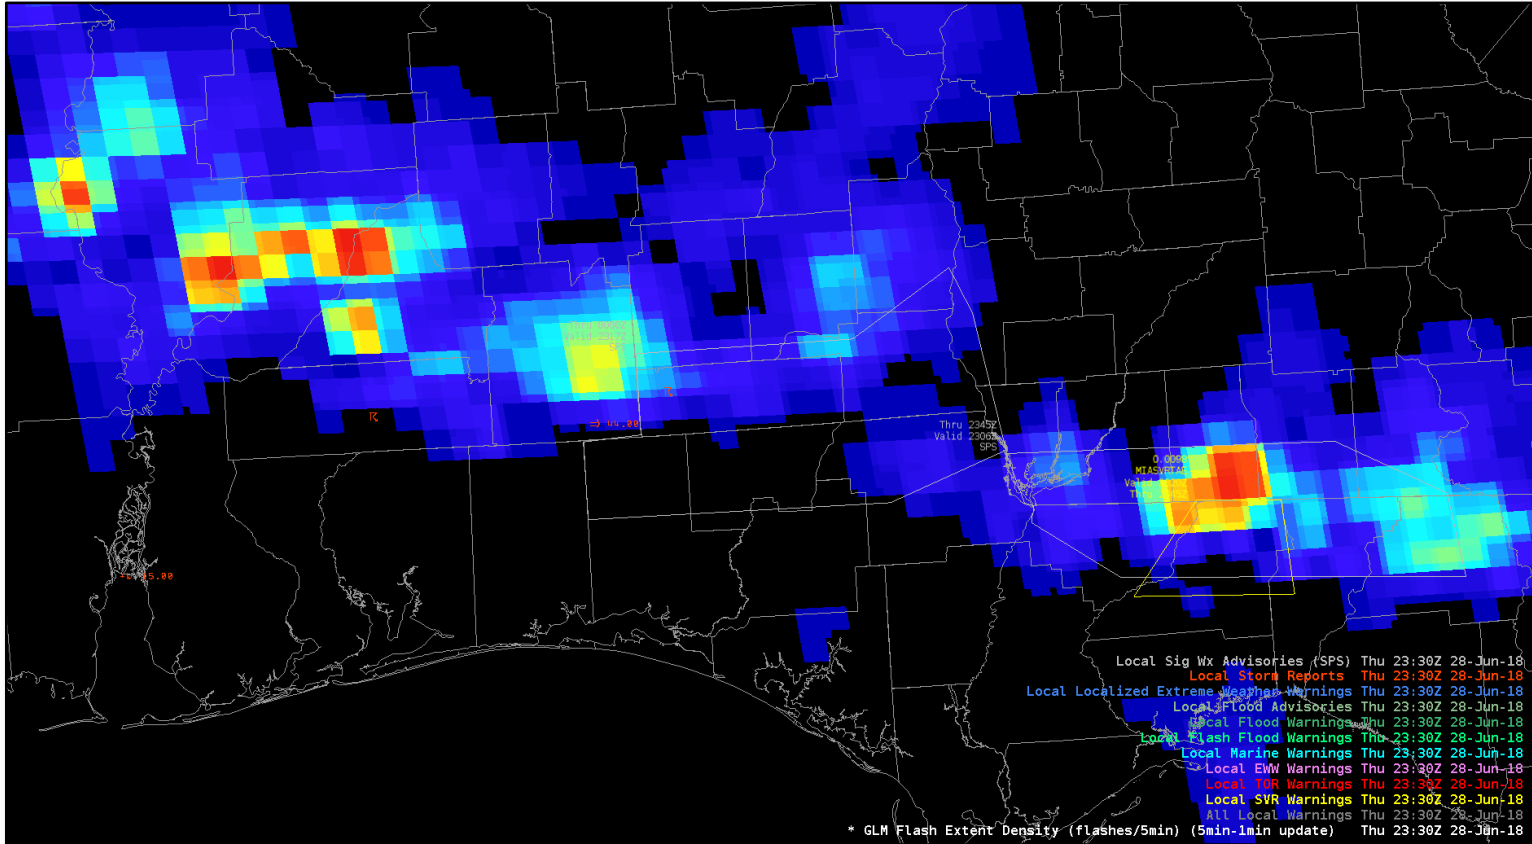 Thru 2345Z
Valid 2306Z
SPS
Local Sig Wx Advisories (SPS) Thu 23:30Z 28-Jun-18
Local Storm Reports Thu 23:30Z 28-Jun-18
Local Localized Extreme Weather Warnings Thu 23:30Z 28-Jun-18
Local Flood Advisories Thu 23:30Z 28-Jun-18
Local Flood Warnings Thu 23:30Z 28-Jun-18
Local Flash Flood Warnings Thu 23:30Z 28-Jun-18
Local Marine Warnings Thu 23:30Z 28-Jun-18
Local EWW Warnings Thu 23:30Z 28-Jun-18
Local TOR Warnings Thu 23:30Z 28-Jun-18
Local SVR Warnings Thu 23:30Z 28-Jun-18
All Local Warnings Thu 23:30Z 28-Jun-18
* GLM Flash Extent Density (flashes/5min) (5min-1min update) Thu 23:30Z 28-Jun-18